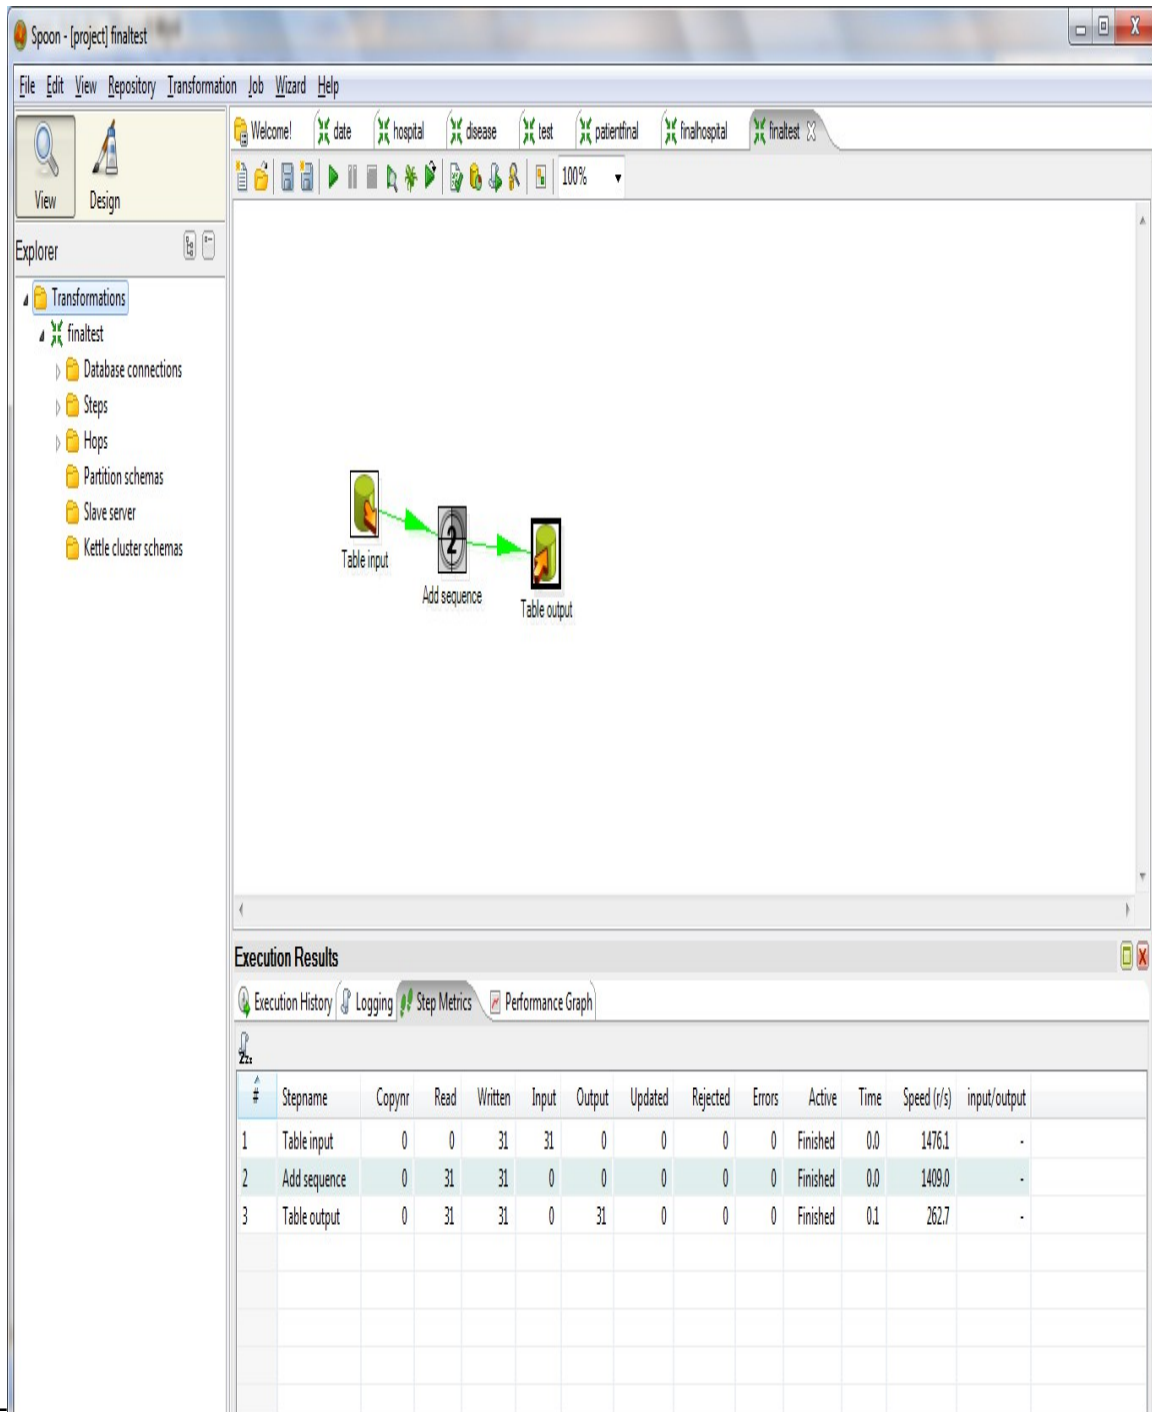 Spoon - [project] finaltest
File Edit View Repository Transformation Job Wizard Help
View Design
Welcome! date hospital disease test patientfinal finalhospital finaltest
100%
Explorer
Transformations
finaltest
Database connections
Steps
Hops
Partition schemas
Slave server
Kettle cluster schemas
Table input
2
Add sequence
Table output
Execution Results
Execution History Logging Step Metrics Performance Graph
# Stepname Copynr Read Written Input Output Updated Rejected Errors Active Time Speed (r/s) input/output
1 Table input 0 0 31 31 0 0 0 0 Finished 0.0 1476.1 -
2 Add sequence 0 31 31 0 0 0 0 0 Finished 0.0 1409.0 -
3 Table output 0 31 31 0 31 0 0 0 Finished 0.1 262.7 -